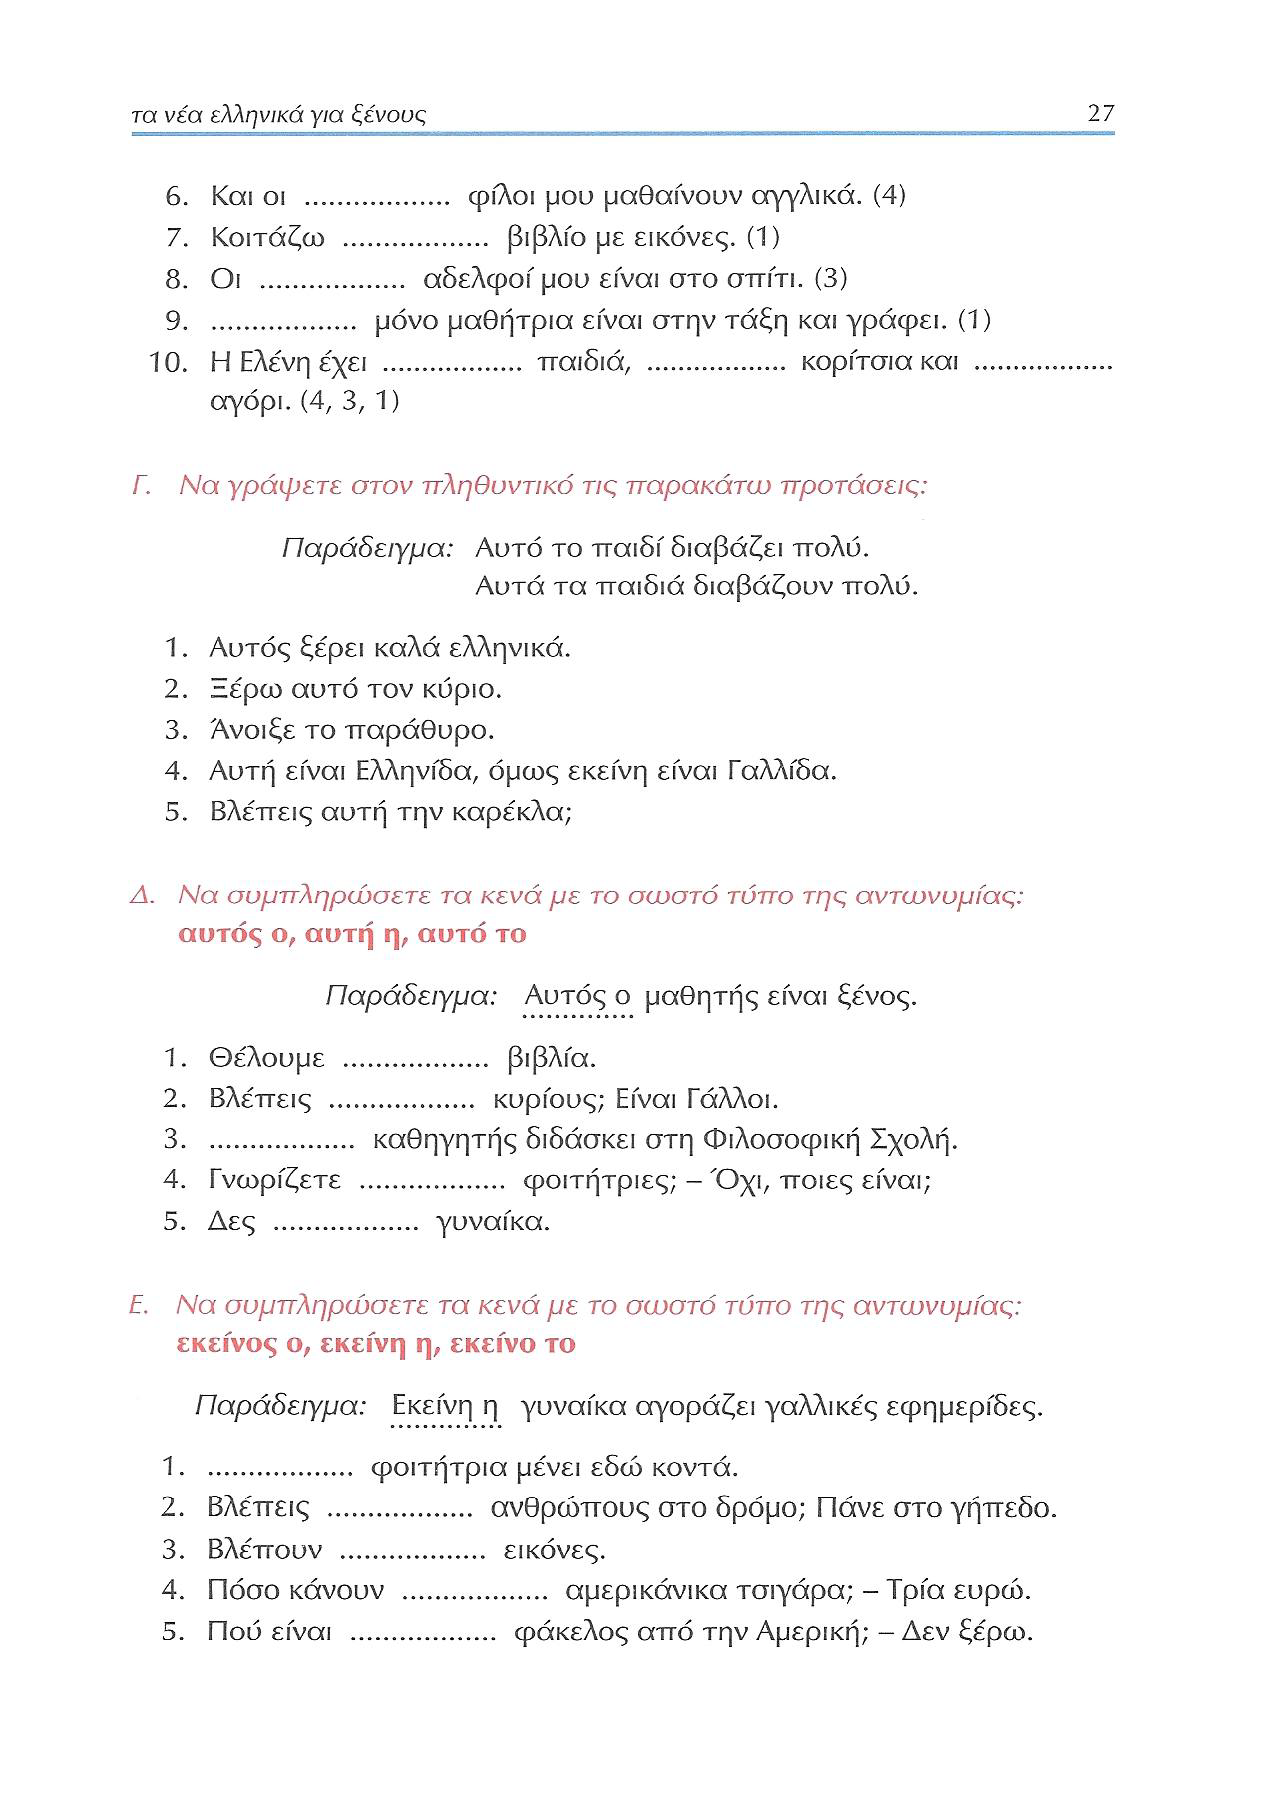 τα νέα ελληνικά για ξένους 27
6. Και οι .................. φίλοι μου μαθαίνουν αγγλικά. (4)
7. Κοιτάζω .................. βιβλίο με εικόνες. (1)
8. Οι .................. αδελφοί μου είναι στο σπίτι. (3)
9. .................. μόνο μαθήτρια είναι στην τάξη και γράφει. (1)
10. Η Ελένη έχει .................. παιδιά, .................. κορίτσια και ..................
αγόρι. (4, 3, 1)
Γ. Να γράψετε στον πληθυντικό τις παρακάτω προτάσεις:
Παράδειγμα: Αυτό το παιδί διαβάζει πολύ.
Αυτά τα παιδιά διαβάζουν πολύ.
1. Αυτός ξέρει καλά ελληνικά.
2. Ξέρω αυτό τον κύριο.
3. Άνοιξε το παράθυρο.
4. Αυτή είναι Ελληνίδα, όμως εκείνη είναι Γαλλίδα.
5. Βλέπεις αυτή την καρέκλα;
Δ. Να συμπληρώσετε τα κενά με το σωστό τύπο της αντωνυμίας:
αυτός ο, αυτή η, αυτό το
Παράδειγμα: Αυτός ο μαθητής είναι ξένος.
1. Θέλουμε .................. βιβλία.
2. Βλέπεις .................. κυρίους; Είναι Γάλλοι.
3. .................. καθηγητής διδάσκει στη Φιλοσοφική Σχολή.
4. Γνωρίζετε .................. φοιτήτριες; – Όχι, ποιες είναι;
5. Δες .................. γυναίκα.
Ε. Να συμπληρώσετε τα κενά με το σωστό τύπο της αντωνυμίας:
εκείνος ο, εκείνη η, εκείνο το
Παράδειγμα: Εκείνη η γυναίκα αγοράζει γαλλικές εφημερίδες.
1. .................. φοιτήτρια μένει εδώ κοντά.
2. Βλέπεις .................. ανθρώπους στο δρόμο; Πάνε στο γήπεδο.
3. Βλέπουν .................. εικόνες.
4. Πόσο κάνουν .................. αμερικάνικα τσιγάρα; – Τρία ευρώ.
5. Πού είναι .................. φάκελος από την Αμερική; – Δεν ξέρω.